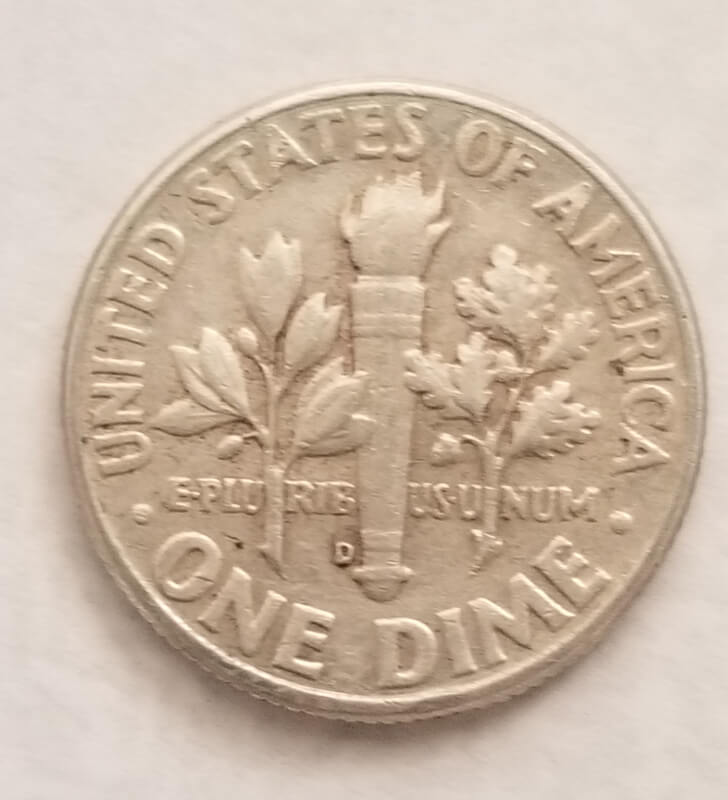 UNITED STATES OF AMERICA
E·PLURIBUS·UNUM
D
ONE DIME